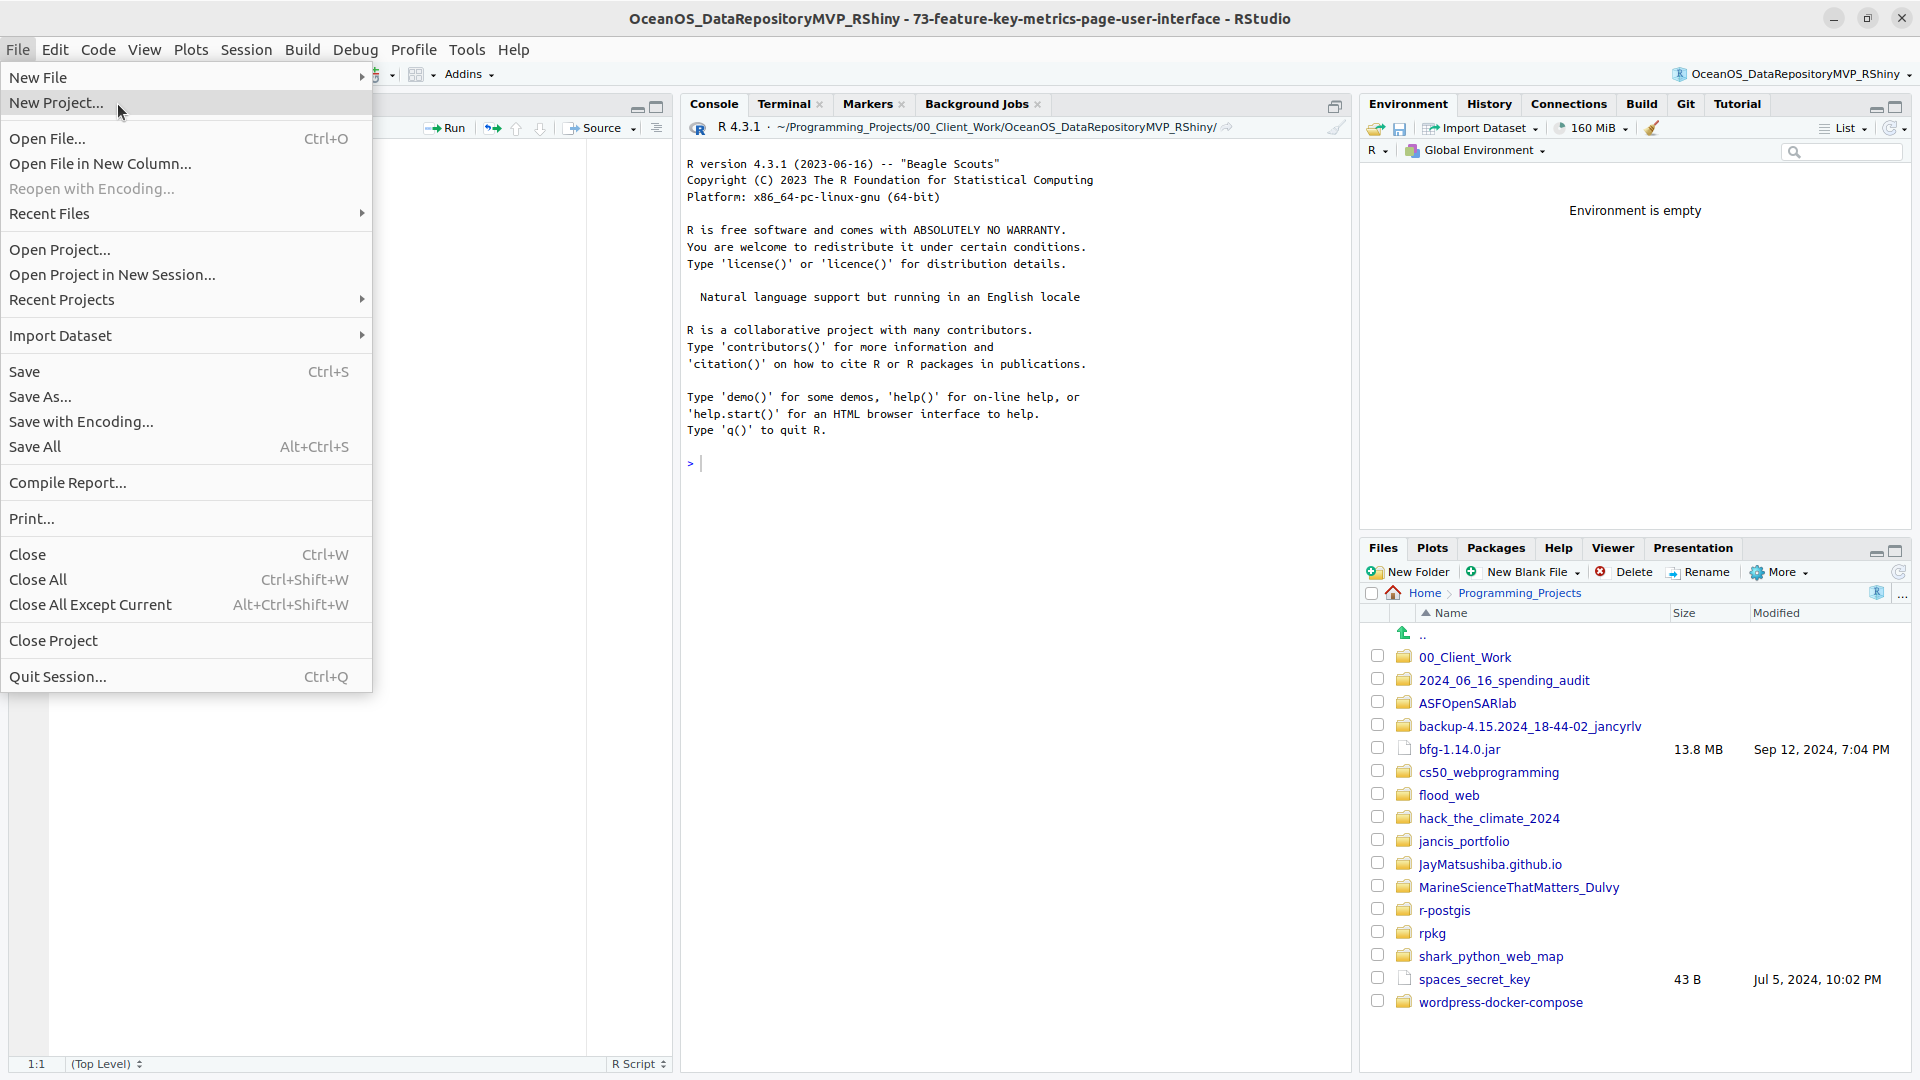 OceanOS_DataRepositoryMVP_RShiny - 73-feature-key-metrics-page-user-interface - RStudio
File Edit Code View Plots Session Build Debug Profile Tools Help
Addins
OceanOS_DataRepositoryMVP_RShiny
New File
New Project...
Open File... Ctrl+O
Open File in New Column...
Reopen with Encoding...
Recent Files
Open Project...
Open Project in New Session...
Recent Projects
Import Dataset
Save Ctrl+S
Save As...
Save with Encoding...
Save All Alt+Ctrl+S
Compile Report...
Print...
Close Ctrl+W
Close All Ctrl+Shift+W
Close All Except Current Alt+Ctrl+Shift+W
Close Project
Quit Session... Ctrl+Q
Run Source
1:1 (Top Level) R Script
Console Terminal Markers Background Jobs
R 4.3.1 · ~/Programming_Projects/00_Client_Work/OceanOS_DataRepositoryMVP_RShiny/
R version 4.3.1 (2023-06-16) -- "Beagle Scouts"
Copyright (C) 2023 The R Foundation for Statistical Computing
Platform: x86_64-pc-linux-gnu (64-bit)
R is free software and comes with ABSOLUTELY NO WARRANTY.
You are welcome to redistribute it under certain conditions.
Type 'license()' or 'licence()' for distribution details.
Natural language support but running in an English locale
R is a collaborative project with many contributors.
Type 'contributors()' for more information and
'citation()' on how to cite R or R packages in publications.
Type 'demo()' for some demos, 'help()' for on-line help, or
'help.start()' for an HTML browser interface to help.
Type 'q()' to quit R.
>
Environment History Connections Build Git Tutorial
Import Dataset 160 MiB List
R Global Environment
Environment is empty
Files Plots Packages Help Viewer Presentation
New Folder New Blank File Delete Rename More
Home Programming_Projects ...
Name Size Modified
..
00_Client_Work
2024_06_16_spending_audit
ASFOpenSARlab
backup-4.15.2024_18-44-02_jancyrlv
bfg-1.14.0.jar 13.8 MB Sep 12, 2024, 7:04 PM
cs50_webprogramming
flood_web
hack_the_climate_2024
jancis_portfolio
JayMatsushiba.github.io
MarineScienceThatMatters_Dulvy
r-postgis
rpkg
shark_python_web_map
spaces_secret_key 43 B Jul 5, 2024, 10:02 PM
wordpress-docker-compose